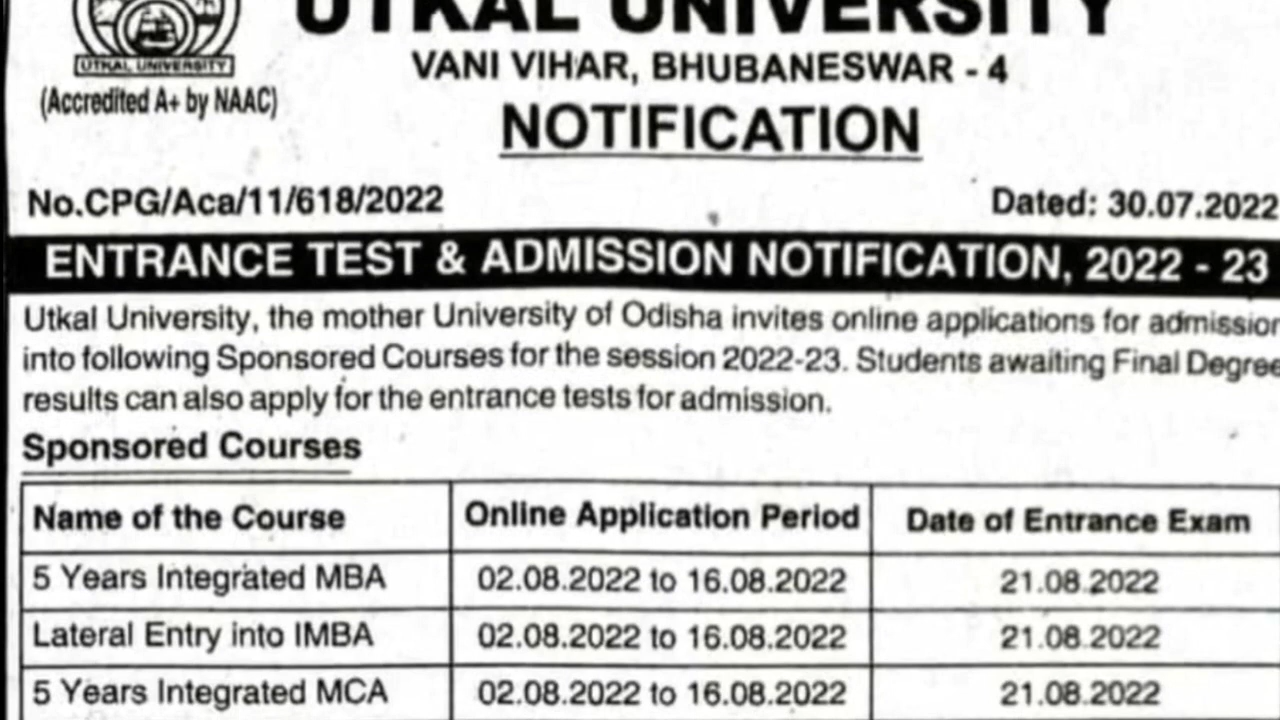 UTKAL UNIVERSITY
UTKAL UNIVERSITY
VANI VIHAR, BHUBANESWAR - 4
(Accredited A+ by NAAC)
NOTIFICATION
No.CPG/Aca/11/618/2022 Dated: 30.07.2022
ENTRANCE TEST & ADMISSION NOTIFICATION, 2022 - 23
Utkal University, the mother University of Odisha invites online applications for admission
into following Sponsored Courses for the session 2022-23. Students awaiting Final Degree
results can also apply for the entrance tests for admission.
Sponsored Courses
Name of the Course Online Application Period Date of Entrance Exam
5 Years Integrated MBA 02.08.2022 to 16.08.2022 21.08.2022
Lateral Entry into IMBA 02.08.2022 to 16.08.2022 21.08.2022
5 Years Integrated MCA 02.08.2022 to 16.08.2022 21.08.2022